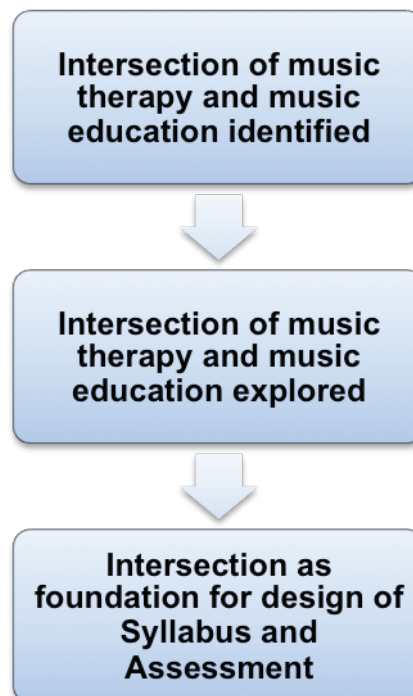 Intersection of music
therapy and music
education identified
Intersection of music
therapy and music
education explored
Intersection as
foundation for design of
Syllabus and
Assessment